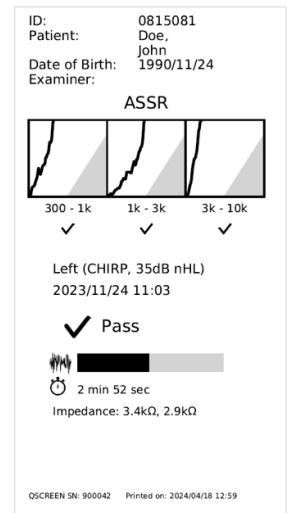 ID: 0815081
Patient: Doe,
John
Date of Birth: 1990/11/24
Examiner:
ASSR
300 - 1k 1k - 3k 3k - 10k
Left (CHIRP, 35dB nHL)
2023/11/24 11:03
Pass
2 min 52 sec
Impedance: 3.4kΩ, 2.9kΩ
QSCREEN SN: 900042 Printed on: 2024/04/18 12:59